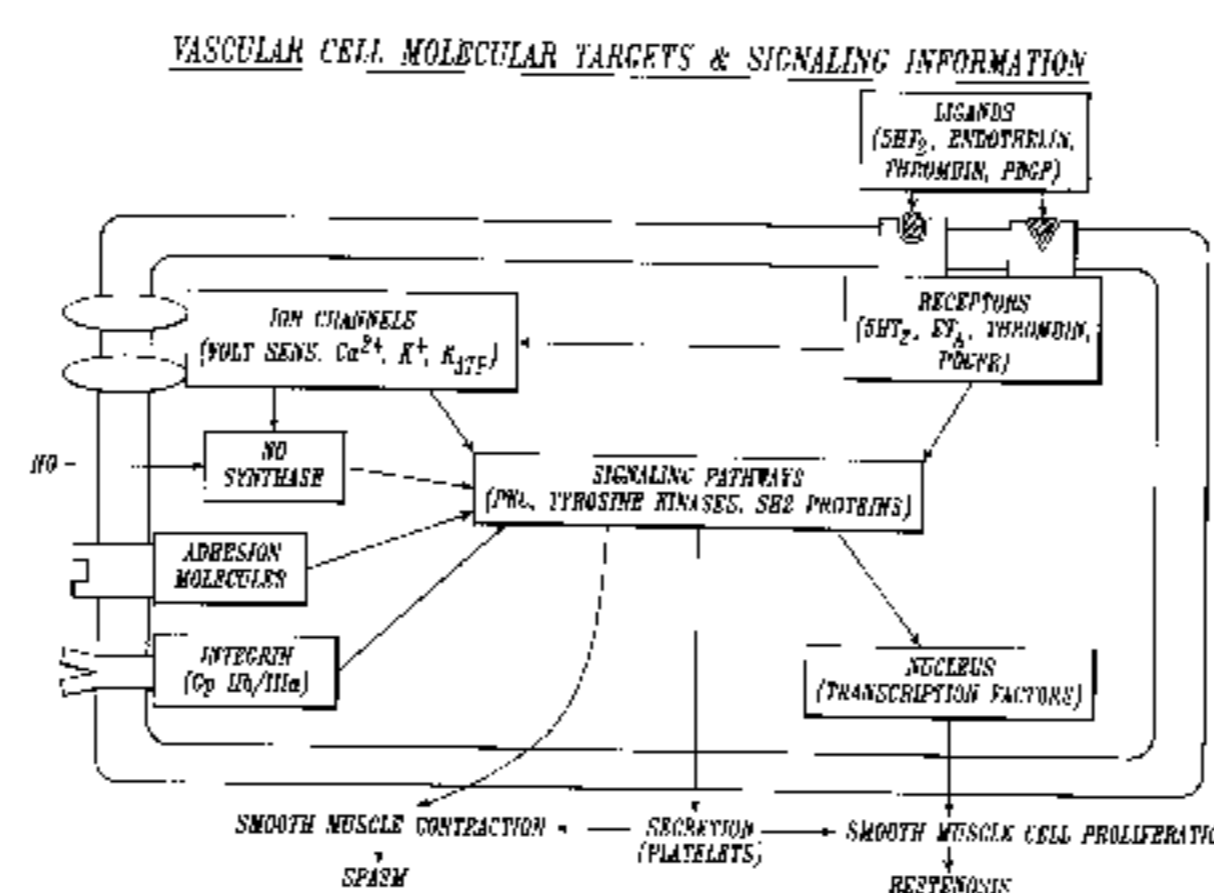 VASCULAR CELL MOLECULAR TARGETS & SIGNALING INFORMATION
LIGANDS
(5HT2, ENDOTHELIN,
THROMBIN, PDGF)
RECEPTORS
(5HT2, ETA, THROMBIN,
PDGFR)
ION CHANNELS
(VOLT SENS. Ca2+, K+, KATP)
NO
NO
SYNTHASE
SIGNALING PATHWAYS
TYROSINE KINASES, SH2 PROTEINS)
ADHESION
MOLECULES
INTEGRIN
(Gp IIb/IIIa)
NUCLEUS
(TRANSCRIPTION FACTORS)
SMOOTH MUSCLE CONTRACTION
SECRETION
(PLATELETS)
SMOOTH MUSCLE CELL PROLIFERATIO
SPASM
RESTENOSIS